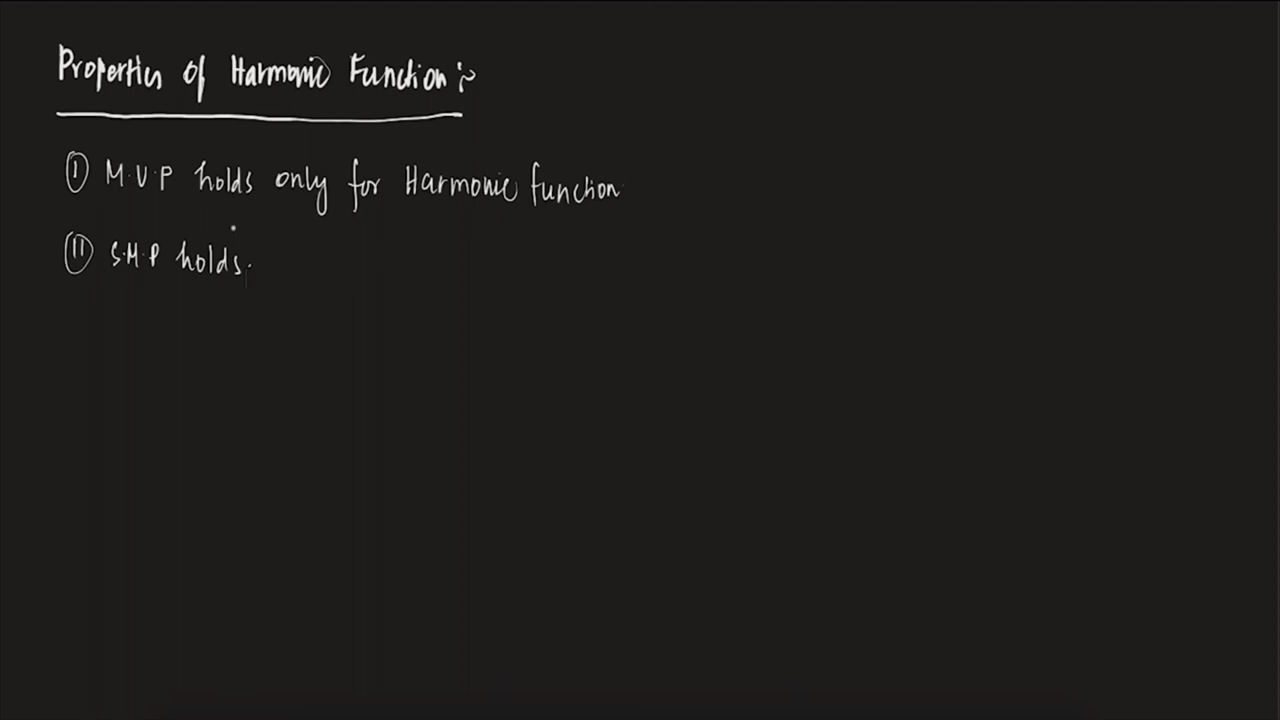 Properties of Harmonic Function :-
(I) M.V.P holds only for Harmonic function
(II) S.M.P holds.